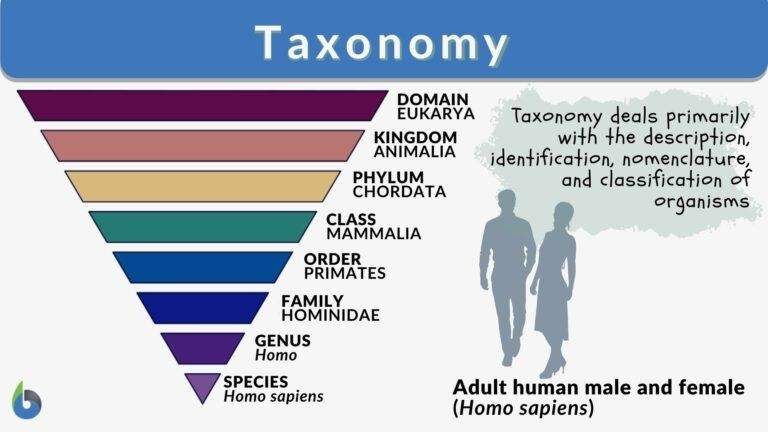 Taxonomy
DOMAIN
EUKARYA
KINGDOM
ANIMALIA
PHYLUM
CHORDATA
CLASS
MAMMALIA
ORDER
PRIMATES
FAMILY
HOMINIDAE
GENUS
Homo
SPECIES
Homo sapiens
Taxonomy deals primarily
with the description,
identification, nomenclature,
and classification of
organisms
Adult human male and female
(Homo sapiens)